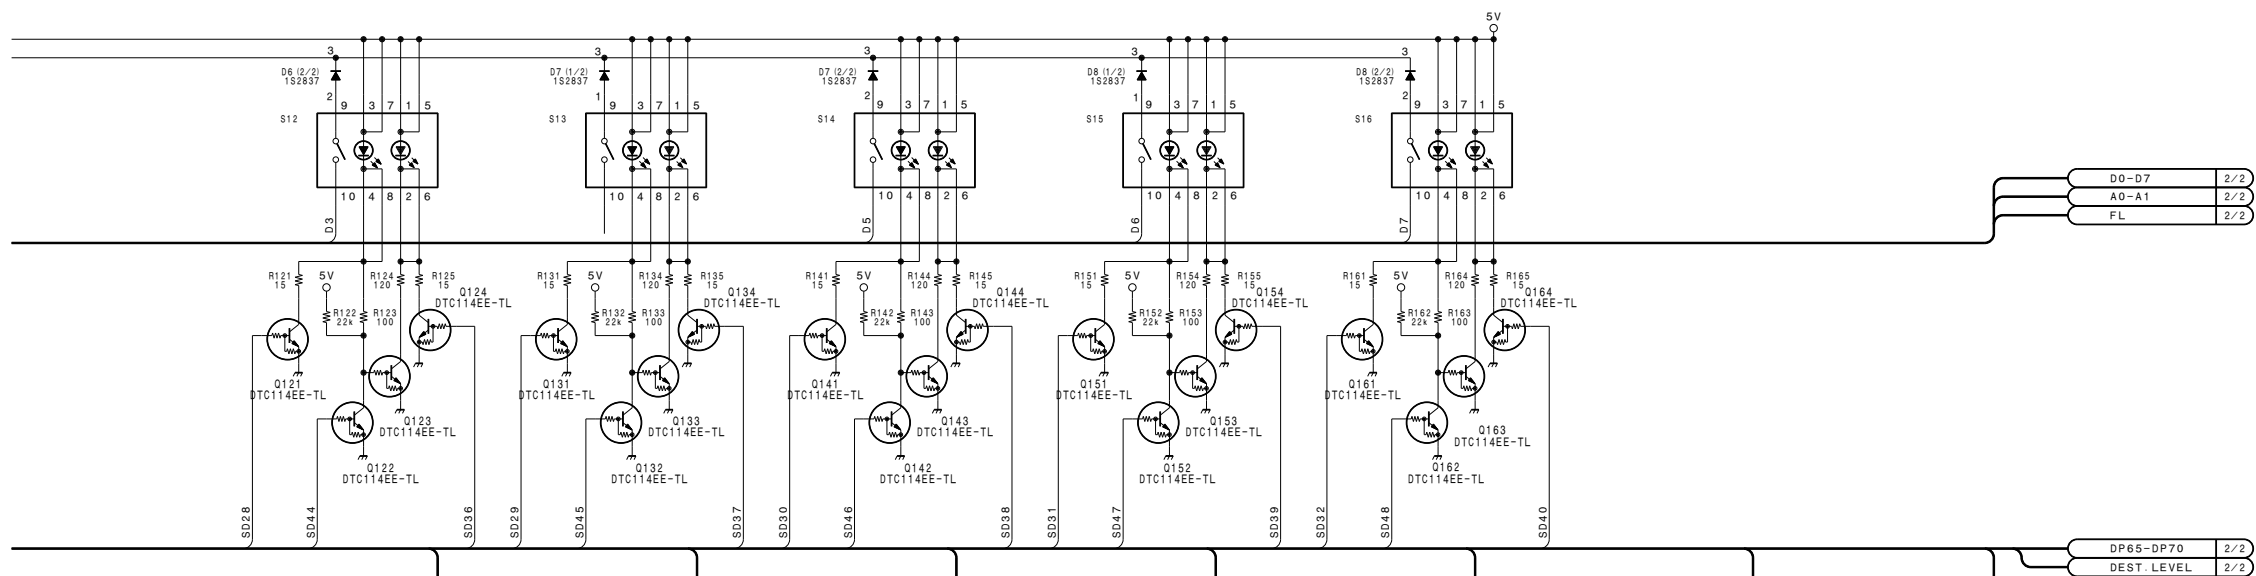 5V
3
D6 (2/2)
1S2837
2
9 3 7 1 5
S12
10 4 8 2 6
D3
R121
15
5V
R124
120
R125
15
Q124
DTC114EE-TL
R122
22k
R123
100
Q121
DTC114EE-TL
Q123
DTC114EE-TL
Q122
DTC114EE-TL
SD28
SD44
SD36
3
D7 (1/2)
1S2837
1
9 3 7 1 5
S13
10 4 8 2 6
R131
15
5V
R134
120
R135
15
Q134
DTC114EE-TL
R132
22k
R133
100
Q131
DTC114EE-TL
Q133
DTC114EE-TL
Q132
DTC114EE-TL
SD29
SD45
SD37
3
D7 (2/2)
1S2837
2
9 3 7 1 5
S14
10 4 8 2 6
D5
R141
15
5V
R144
120
R145
15
Q144
DTC114EE-TL
R142
22k
R143
100
Q141
DTC114EE-TL
Q143
DTC114EE-TL
Q142
DTC114EE-TL
SD30
SD46
SD38
3
D8 (1/2)
1S2837
1
9 3 7 1 5
S15
10 4 8 2 6
D6
R151
15
5V
R154
120
R155
15
Q154
DTC114EE-TL
R152
22k
R153
100
Q151
DTC114EE-TL
Q153
DTC114EE-TL
Q152
DTC114EE-TL
SD31
SD47
SD39
3
D8 (2/2)
1S2837
2
9 3 7 1 5
S16
10 4 8 2 6
D7
R161
15
5V
R164
120
R165
15
Q164
DTC114EE-TL
R162
22k
R163
100
Q161
DTC114EE-TL
Q163
DTC114EE-TL
Q162
DTC114EE-TL
SD32
SD48
SD40
D0-D7 2/2
A0-A1 2/2
FL 2/2
DP65-DP70 2/2
DEST.LEVEL 2/2